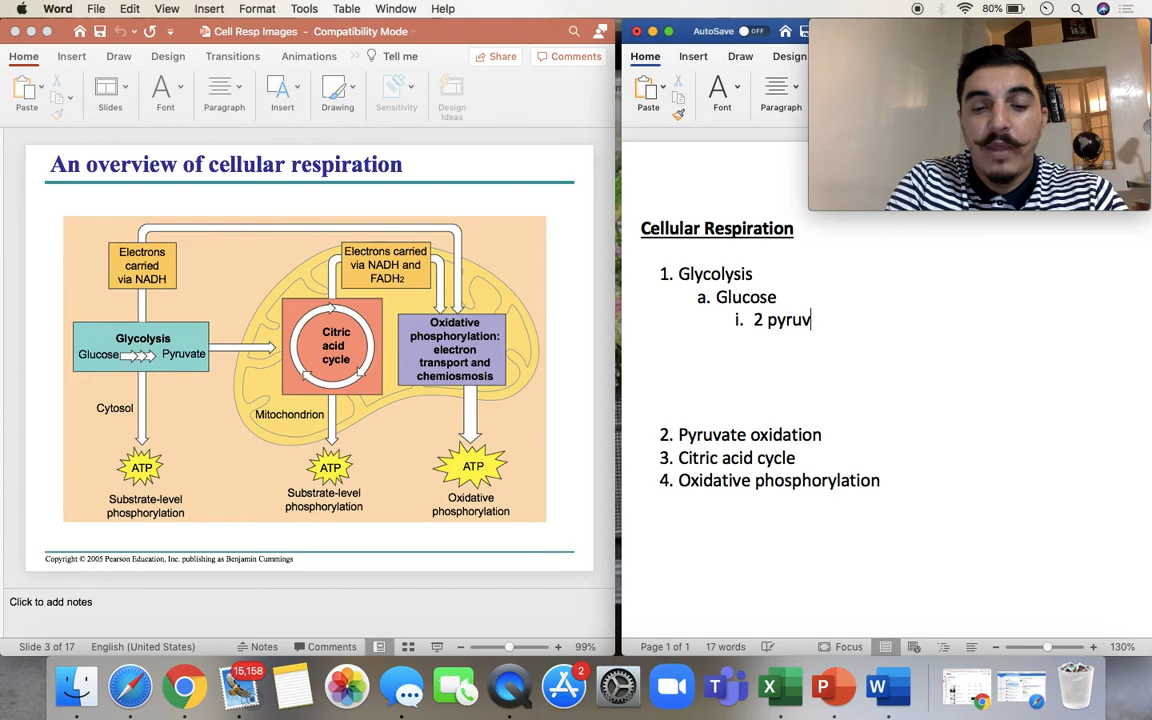 Word File Edit View Insert Format Tools Table Window Help 80%
Cell Resp Images - Compatibility Mode
AutoSave OFF
Home Insert Draw Design Transitions Animations Tell me Share Comments
Home Insert Draw Design
Paste Slides Font Paragraph Insert Drawing Sensitivity Design Ideas
Paste Font Paragraph
An overview of cellular respiration
Electrons
carried
via NADH
Electrons carried
via NADH and
FADH2
Glycolysis
Glucose Pyruvate
Citric
acid
cycle
Oxidative
phosphorylation:
electron
transport and
chemiosmosis
Cytosol
Mitochondrion
ATP
ATP
ATP
Substrate-level
phosphorylation
Substrate-level
phosphorylation
Oxidative
phosphorylation
Copyright © 2005 Pearson Education, Inc. publishing as Benjamin Cummings
Click to add notes
Slide 3 of 17 English (United States) Notes Comments 99%
Cellular Respiration
1. Glycolysis
a. Glucose
i. 2 pyruv
2. Pyruvate oxidation
3. Citric acid cycle
4. Oxidative phosphorylation
Page 1 of 1 17 words Focus 130%
15,158
2